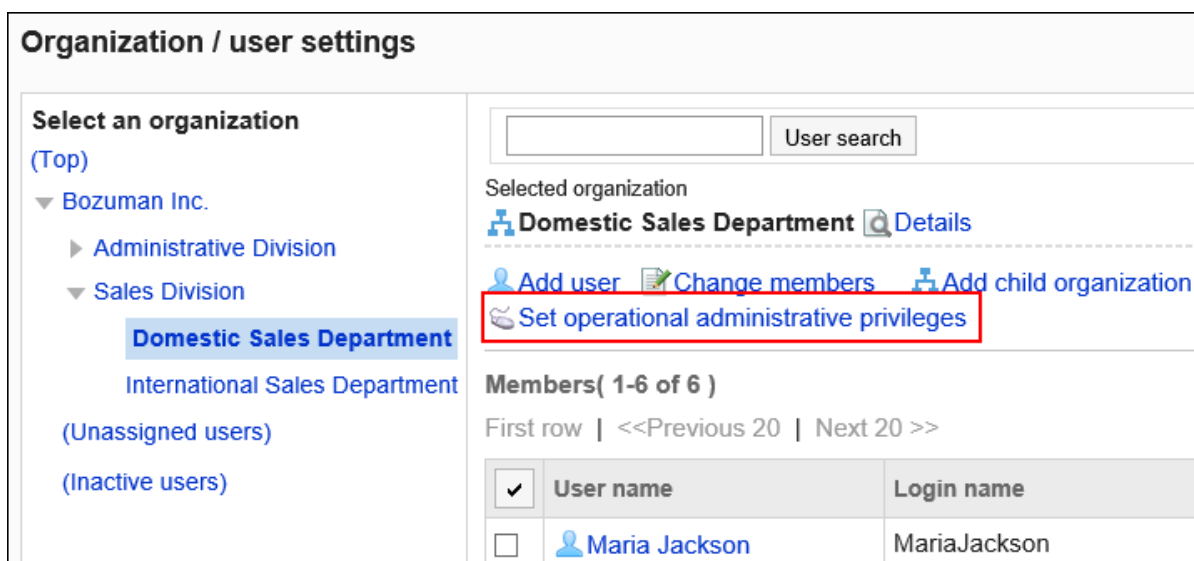 Organization / user settings
Select an organization
(Top)
Bozuman Inc.
Administrative Division
Sales Division
Domestic Sales Department
International Sales Department
(Unassigned users)
(Inactive users)
User search
Selected organization
Domestic Sales Department Details
Add user Change members Add child organization
Set operational administrative privileges
Members( 1-6 of 6 )
First row | <<Previous 20 | Next 20 >>
User name Login name
Maria Jackson MariaJackson